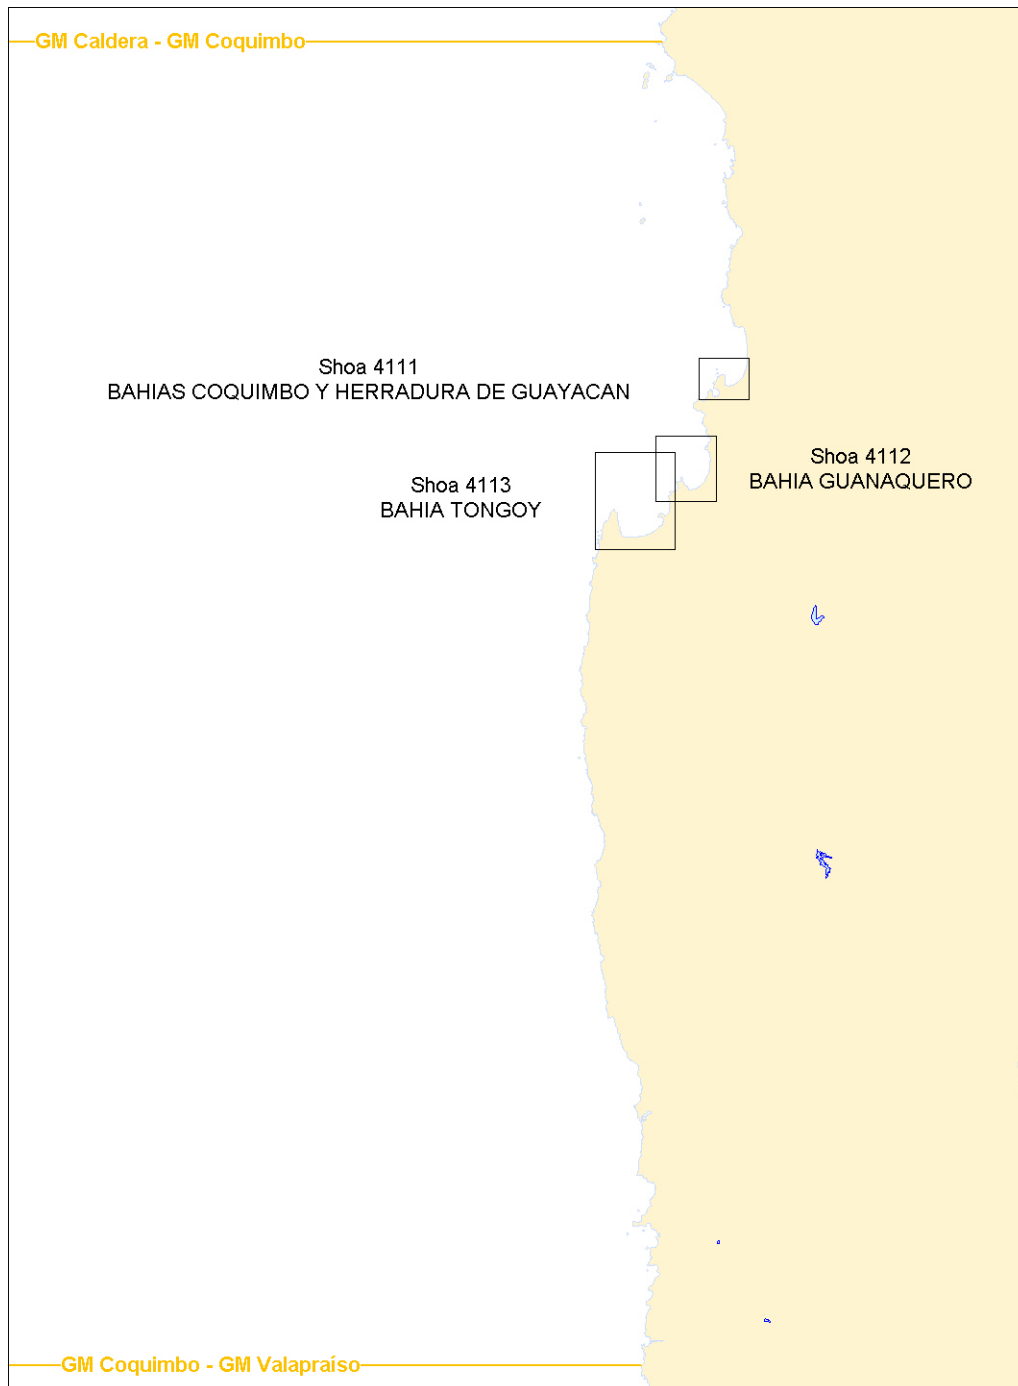 GM Caldera - GM Coquimbo
Shoa 4111
BAHIAS COQUIMBO Y HERRADURA DE GUAYACAN
Shoa 4112
BAHIA GUANAQUERO
Shoa 4113
BAHIA TONGOY
GM Coquimbo - GM Valapraíso